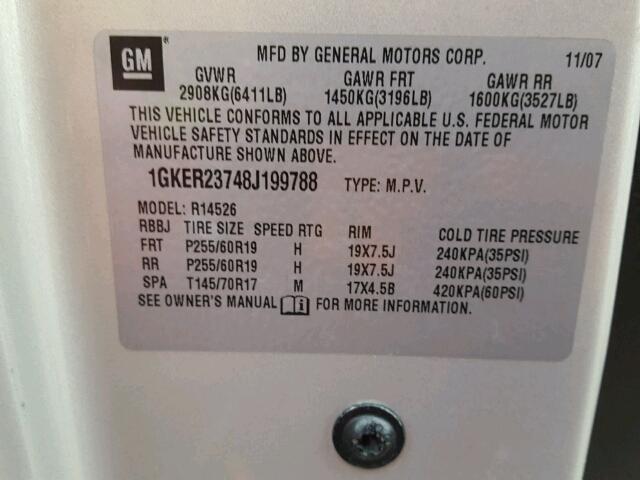 GM ® MFD BY GENERAL MOTORS CORP. 11/07
GVWR GAWR FRT GAWR RR
2908KG(6411LB) 1450KG(3196LB) 1600KG(3527LB)
THIS VEHICLE CONFORMS TO ALL APPLICABLE U.S. FEDERAL MOTOR
VEHICLE SAFETY STANDARDS IN EFFECT ON THE DATE OF
MANUFACTURE SHOWN ABOVE.
1GKER23748J199788 TYPE: M.P.V.
MODEL: R14526
RBBJ TIRE SIZE SPEED RTG RIM COLD TIRE PRESSURE
FRT P255/60R19 H 19X7.5J 240KPA(35PSI)
RR P255/60R19 H 19X7.5J 240KPA(35PSI)
SPA T145/70R17 M 17X4.5B 420KPA(60PSI)
SEE OWNER'S MANUAL i FOR MORE INFORMATION.